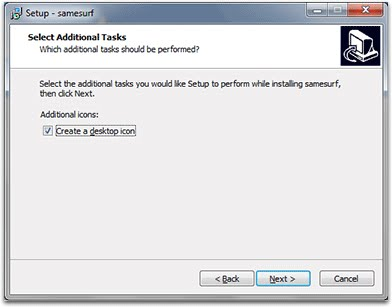 Setup - samesurf
Select Additional Tasks
Which additional tasks should be performed?
Select the additional tasks you would like Setup to perform while installing samesurf,
then click Next.
Additional icons:
Create a desktop icon
< Back Next > Cancel